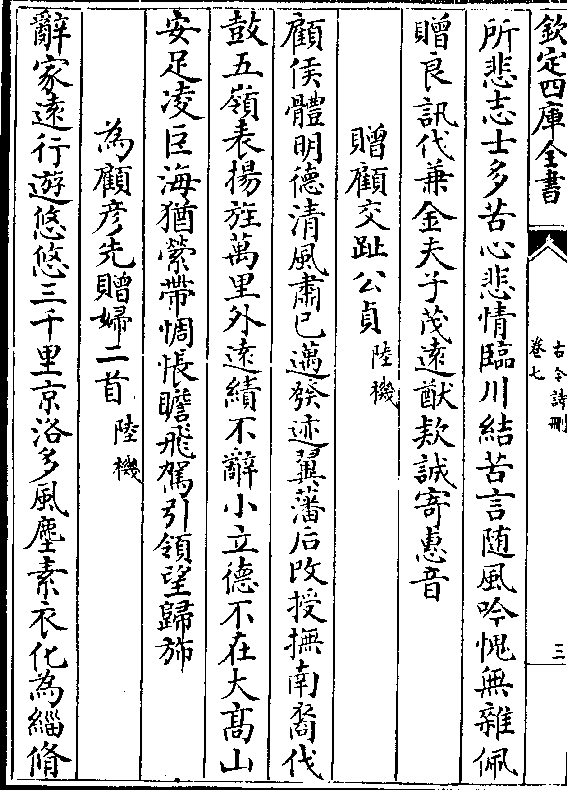 欽定四庫全書
古今詩刪
卷七
三
所悲志士多苦心悲情臨川結苦言随風吟愧無雜佩
贈良訊代兼金夫子茂遠猷欵誠寄惠音
贈顧交趾公貞 陸機
顧侯體明德清風肅已邁發迹翼藩后改授撫南裔伐
鼓五嶺表揚旌萬里外遠績不辭小立德不在大髙山
安足凌巨海猶縈帶惆悵瞻飛駕引領望歸斾
為顧彦先贈婦二首 陸機
辭家遠行遊悠悠三千里京洛多風塵素衣化為緇脩